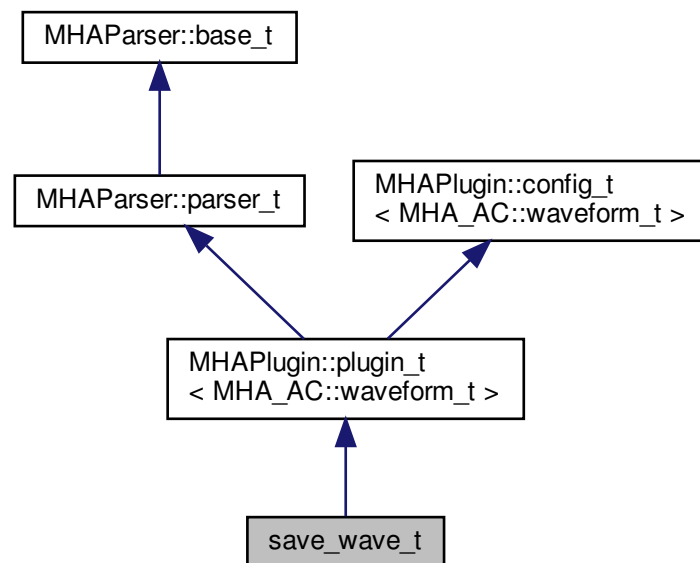 MHAParser::base_t
MHAParser::parser_t
MHAPlugin::config_t
< MHA_AC::waveform_t >
MHAPlugin::plugin_t
< MHA_AC::waveform_t >
save_wave_t